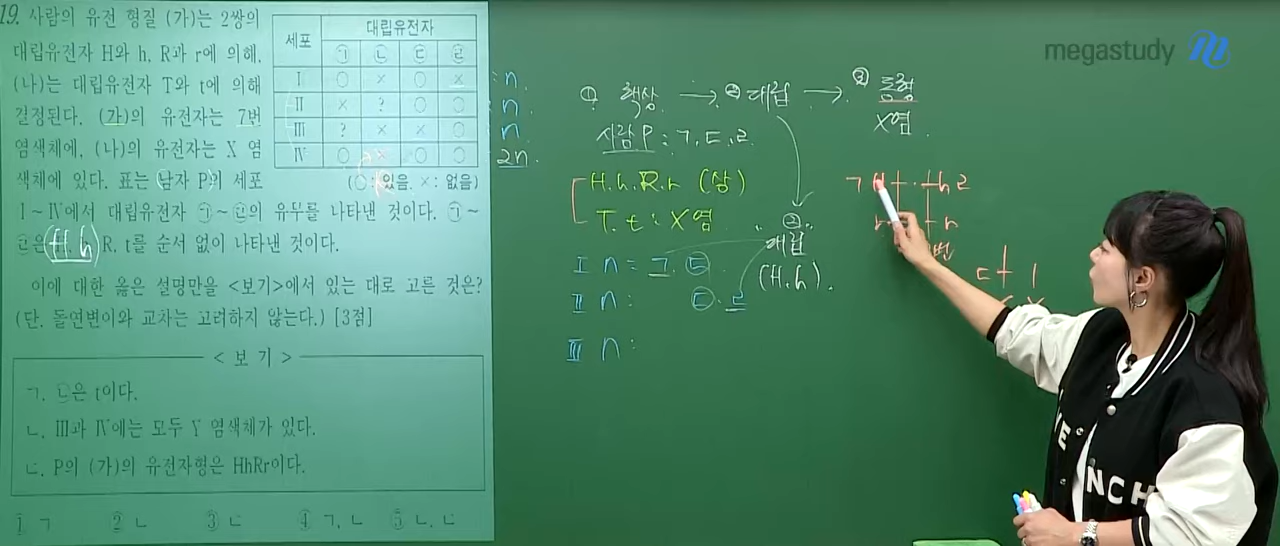 19. 사람의 유전 형질 (가)는 2쌍의
대립유전자 H와 h, R과 r에 의해,
(나)는 대립유전자 T와 t에 의해
결정된다. (가)의 유전자는 7번
염색체에, (나)의 유전자는 X 염
색체에 있다. 표는 남자 P의 세포
Ⅰ~Ⅳ에서 대립유전자 ㉠~㉣의 유무를 나타낸 것이다. ㉠~
㉣은 H, h, R, t를 순서 없이 나타낸 것이다.
세포 대립유전자
㉠ ㉡ ㉢ ㉣
Ⅰ ○ × ○ ×
Ⅱ × ? ○ ○
Ⅲ ? × × ○
Ⅳ ○ × ○ ○
(○: 있음, ×: 없음)
이에 대한 옳은 설명만을 <보기>에서 있는 대로 고른 것은?
(단, 돌연변이와 교차는 고려하지 않는다.) [3점]
<보 기>
ㄱ. ㉡은 t이다.
ㄴ. Ⅲ과 Ⅳ에는 모두 Y 염색체가 있다.
ㄷ. P의 (가)의 유전자형은 HhRr이다.
① ㄱ ② ㄴ ③ ㄷ ④ ㄱ, ㄴ ⑤ ㄴ, ㄷ
: n.
: n
n
2n.
① 핵상 → ② 대립 → ③ 동형
X염.
사람 P : ㄱ, ㄷ, ㄹ
H.h.R.r (상)
T. t : X염
Ⅰ n = ㄱ. ㄷ
Ⅱ n : ㄷ. ㄹ
Ⅲ n :
②
대립
(H, h).
ㄱ h ㄹ
r r
번
ㄷ
megastudy